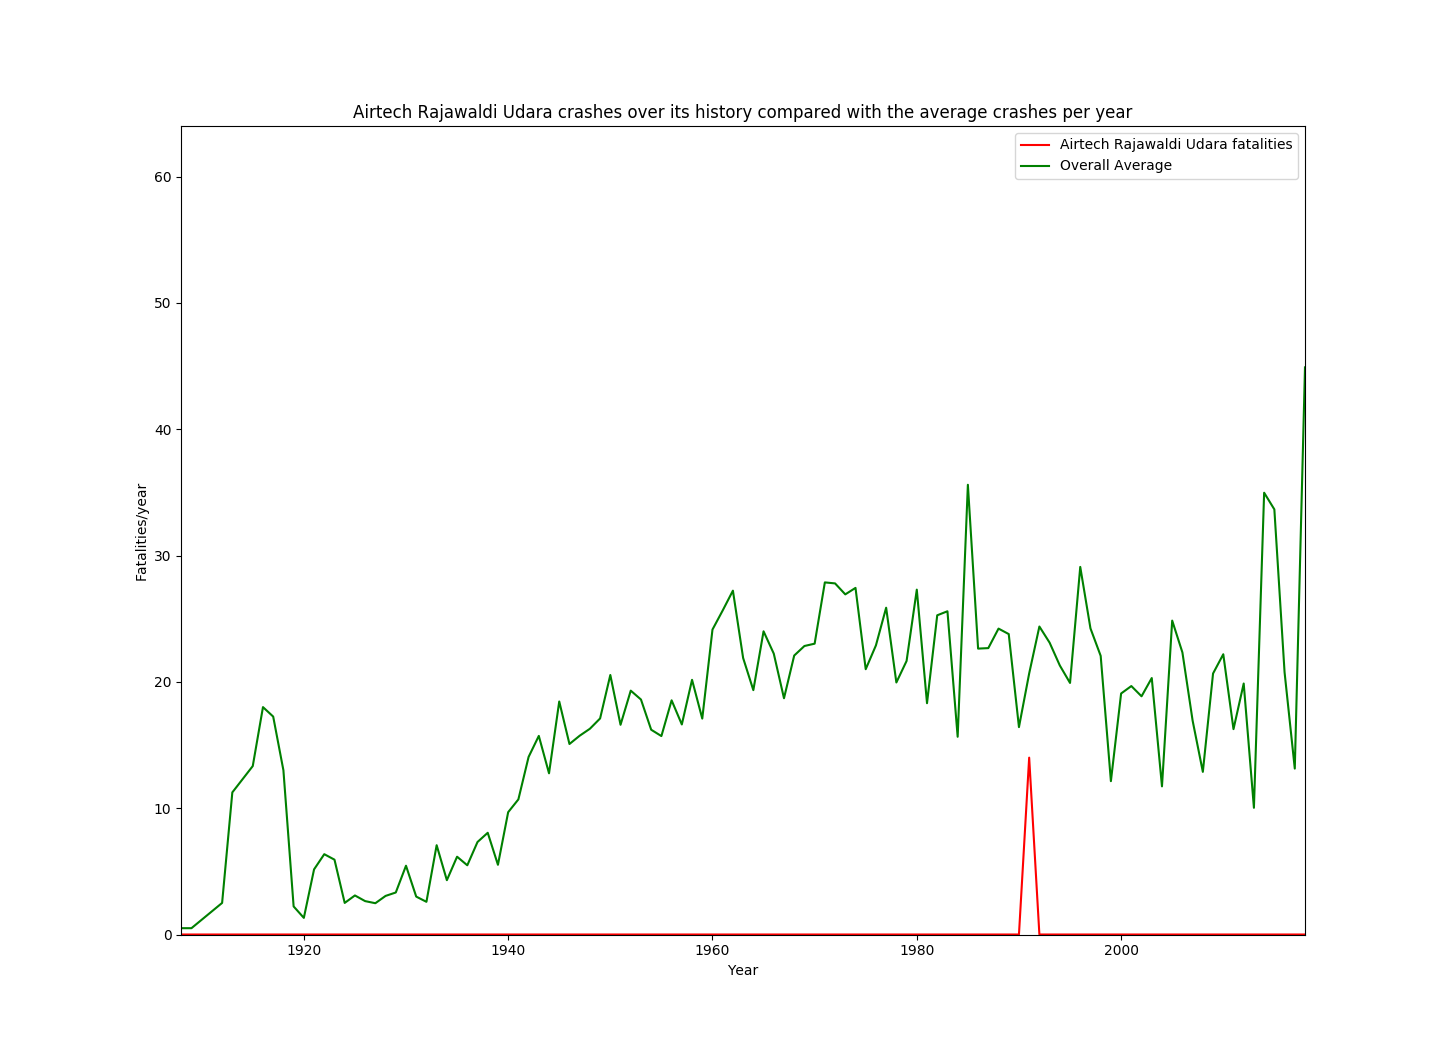 Airtech Rajawaldi Udara crashes over its history compared with the average crashes per year
Airtech Rajawaldi Udara fatalities
Overall Average
60
50
40
30
20
10
0
Fatalities/year
1920
1940
1960
1980
2000
Year